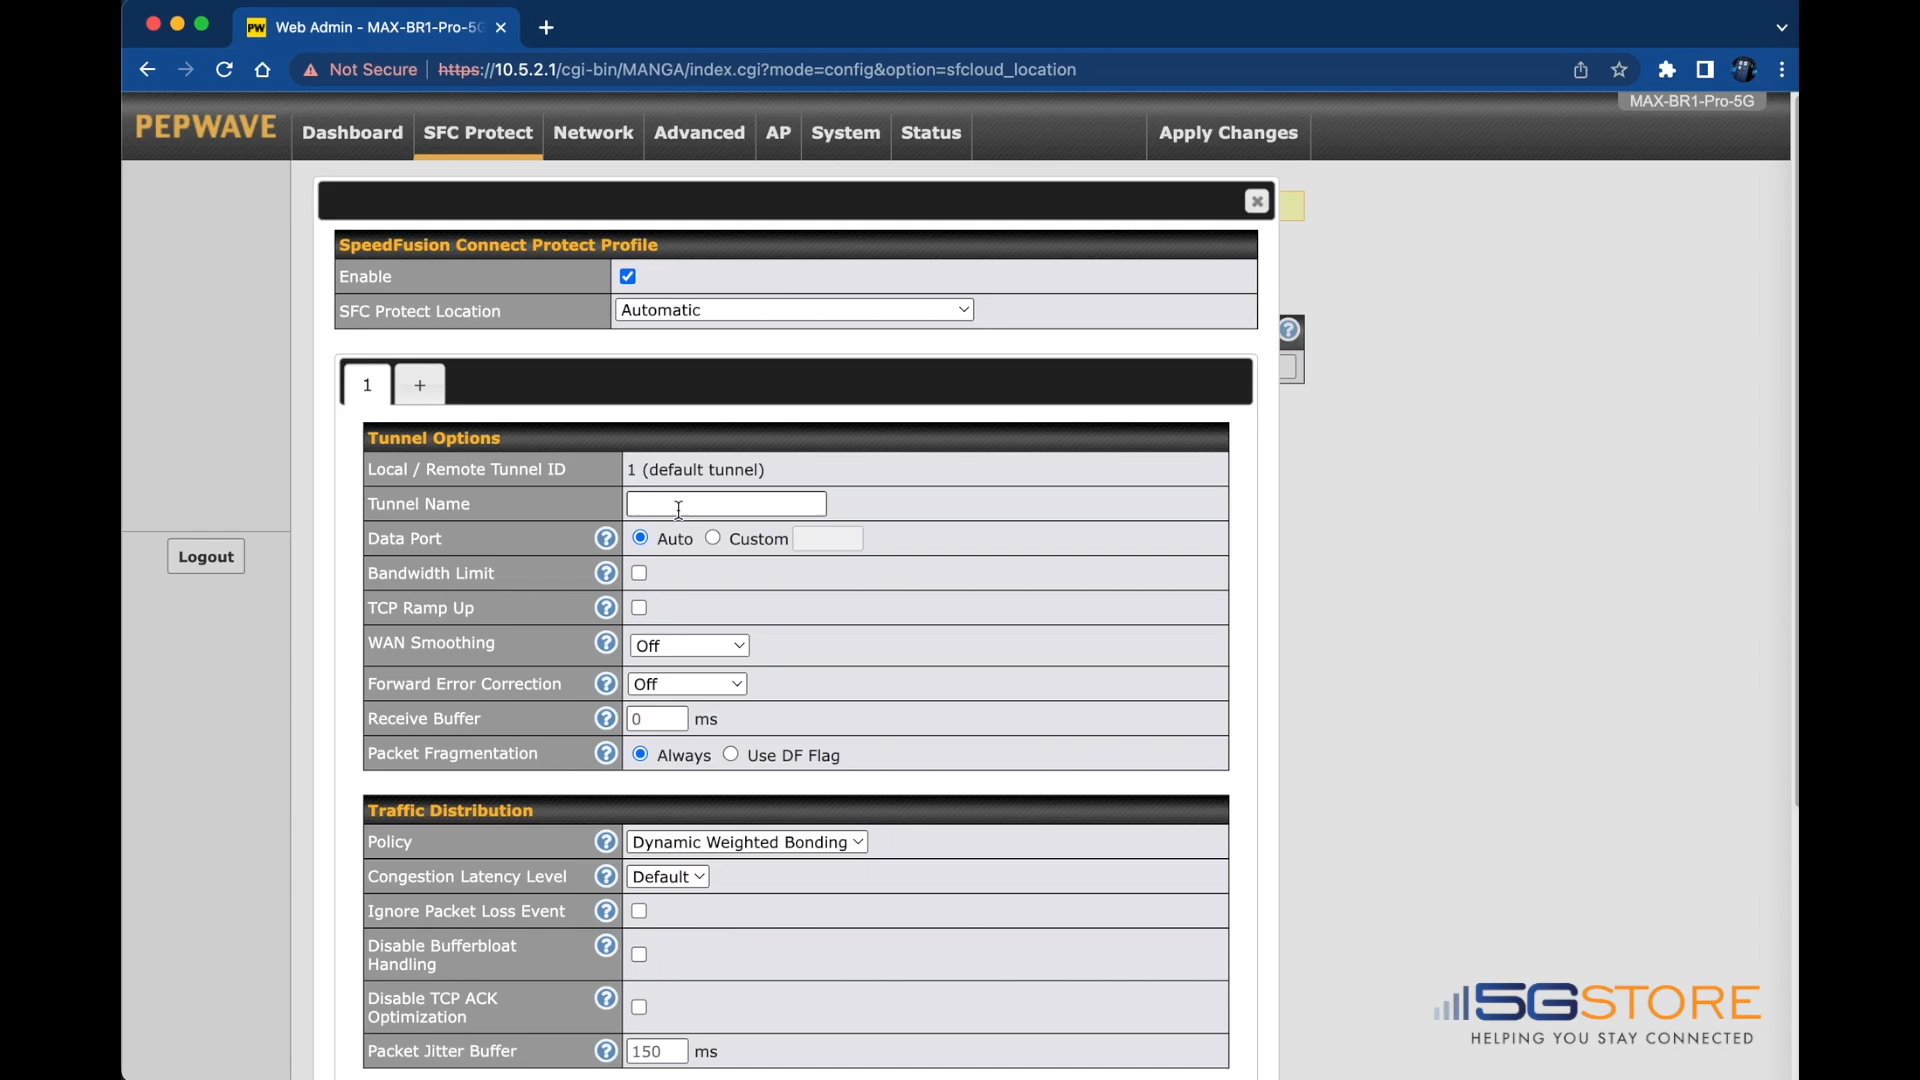 PW Web Admin - MAX-BR1-Pro-5G
Not Secure https://10.5.2.1/cgi-bin/MANGA/index.cgi?mode=config&option=sfcloud_location
MAX-BR1-Pro-5G
PEPWAVE Dashboard SFC Protect Network Advanced AP System Status Apply Changes
SpeedFusion Connect Protect Profile
Enable
SFC Protect Location Automatic
1 +
Tunnel Options
Local / Remote Tunnel ID 1 (default tunnel)
Tunnel Name
Data Port ? Auto Custom
Logout
Bandwidth Limit ?
TCP Ramp Up ?
WAN Smoothing ? Off
Forward Error Correction ? Off
Receive Buffer ? 0 ms
Packet Fragmentation ? Always Use DF Flag
Traffic Distribution
Policy ? Dynamic Weighted Bonding
Congestion Latency Level ? Default
Ignore Packet Loss Event ?
Disable Bufferbloat ?
Handling
Disable TCP ACK ?
Optimization
Packet Jitter Buffer ? 150 ms
5GSTORE
HELPING YOU STAY CONNECTED